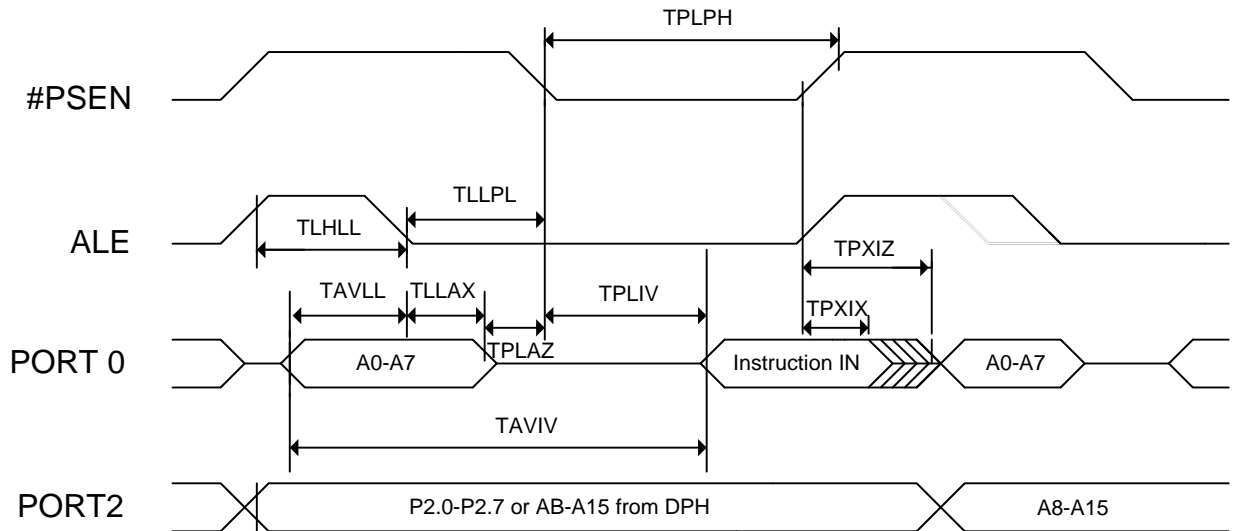 TPLPH
#PSEN
TLLPL
TLHLL
ALE
TPXIZ
TAVLL
TLLAX
TPLIV
TPXIX
TPLAZ
PORT 0
A0-A7
Instruction IN
A0-A7
TAVIV
PORT2
P2.0-P2.7 or AB-A15 from DPH
A8-A15